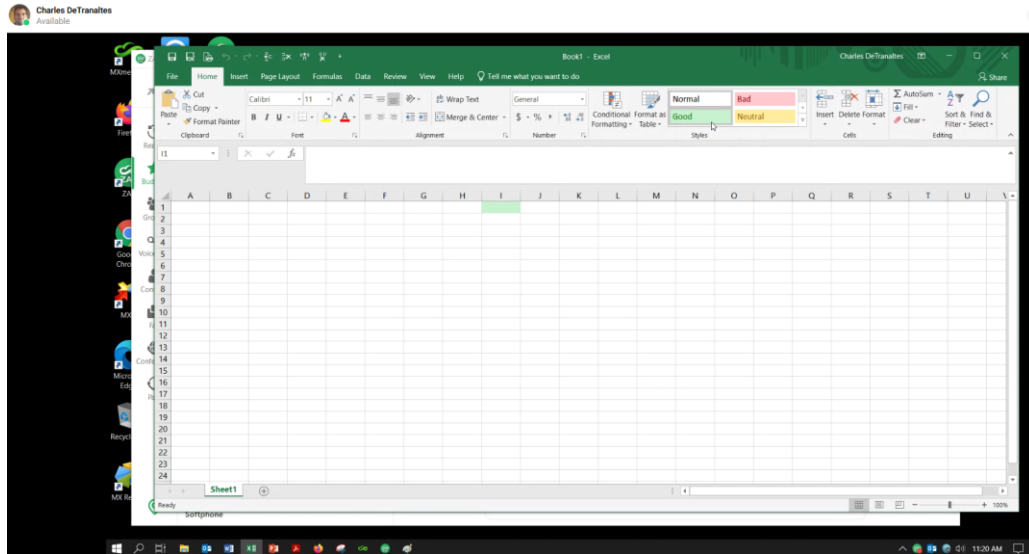 Charles DeTranaltes
Available
Book1 - Excel
Charles DeTranaltes
File Home Insert Page Layout Formulas Data Review View Help Tell me what you want to do
Share
Paste
Cut
Copy
Format Painter
Clipboard
Calibri 11
B I U
Font
Wrap Text
Merge & Center
Alignment
General
$ % ,
Number
Conditional Formatting
Format as Table
Normal Bad
Good Neutral
Styles
Insert Delete Format
Cells
AutoSum
Fill
Clear
Sort & Filter
Find & Select
Editing
I1
fx
A B C D E F G H I J K L M N O P Q R S T U
1
2
3
4
5
6
7
8
9
10
11
12
13
14
15
16
17
18
19
20
21
22
23
24
Sheet1
Ready
100%
Softphone
11:20 AM